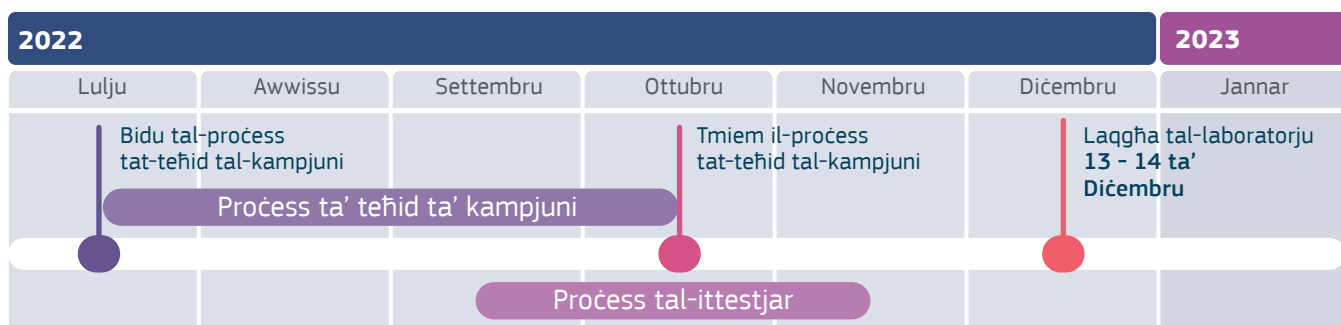 2022
2023
Lulju
Awwissu
Settembru
Ottubru
Novembru
Diċembru
Jannar
Bidu tal-proċess
tat-teħid tal-kampjuni
Tmiem il-proċess
tat-teħid tal-kampjuni
Laqgħa tal-laboratorju
13 - 14 ta’
Diċembru
Proċess ta’ teħid ta’ kampjuni
Proċess tal-ittestjar